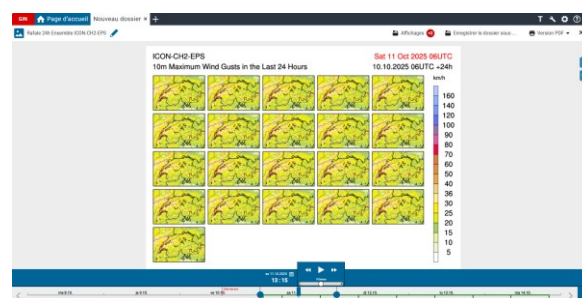 GIN Page d'accueil Nouveau dossier × +
Rafale 24h Ensemble ICON-CH2-EPS
Affichages
Enregistrer le dossier sous ...
Version PDF
ICON-CH2-EPS
Sat 11 Oct 2025 06UTC
10m Maximum Wind Gusts in the Last 24 Hours
10.10.2025 06UTC +24h
km/h
160
140
120
100
90
80
70
60
50
40
36
30
25
20
15
10
5
13:15